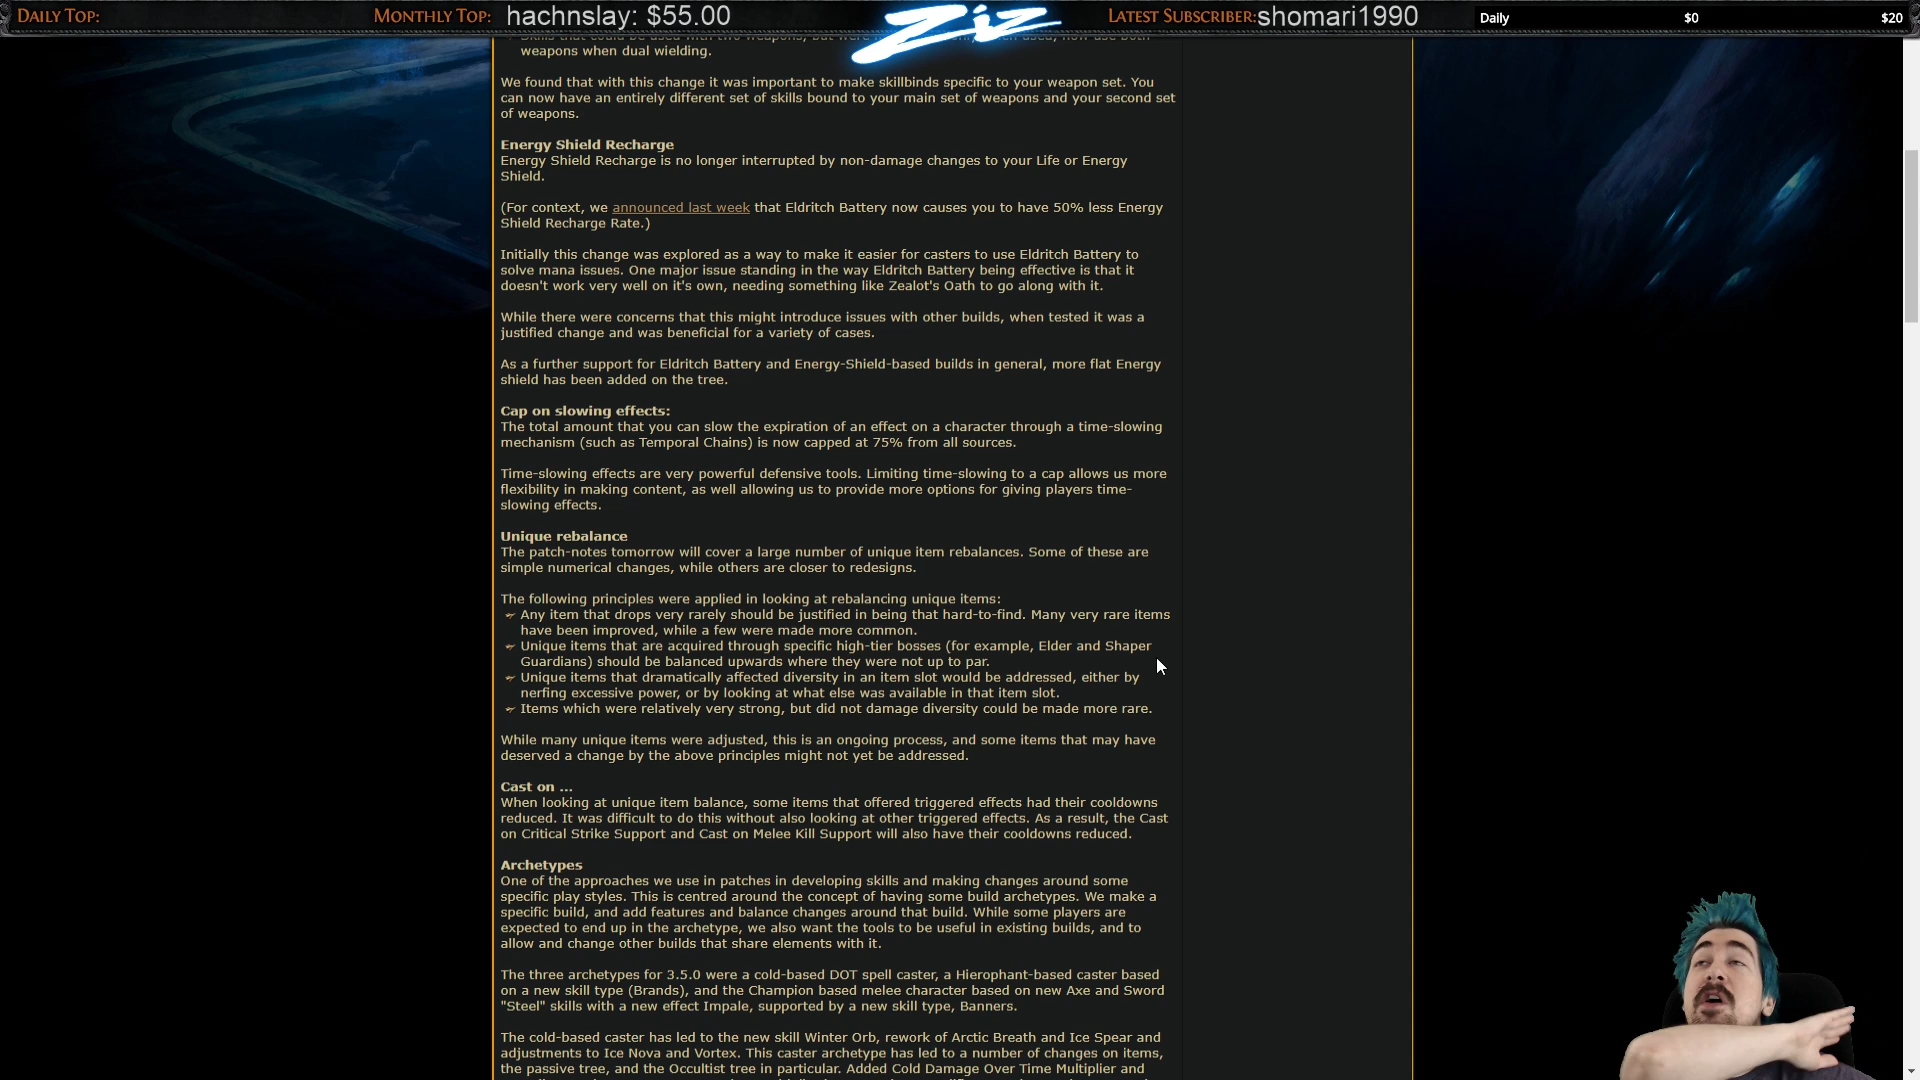 DAILY TOP:
MONTHLY TOP: hachnslay: $55.00
Ziz
LATEST SUBSCRIBER: shomari1990
Daily $0 $20
weapons when dual wielding.
We found that with this change it was important to make skillbinds specific to your weapon set. You
can now have an entirely different set of skills bound to your main set of weapons and your second set
of weapons.
Energy Shield Recharge
Energy Shield Recharge is no longer interrupted by non-damage changes to your Life or Energy
Shield.
(For context, we announced last week that Eldritch Battery now causes you to have 50% less Energy
Shield Recharge Rate.)
Initially this change was explored as a way to make it easier for casters to use Eldritch Battery to
solve mana issues. One major issue standing in the way Eldritch Battery being effective is that it
doesn't work very well on it's own, needing something like Zealot's Oath to go along with it.
While there were concerns that this might introduce issues with other builds, when tested it was a
justified change and was beneficial for a variety of cases.
As a further support for Eldritch Battery and Energy-Shield-based builds in general, more flat Energy
shield has been added on the tree.
Cap on slowing effects:
The total amount that you can slow the expiration of an effect on a character through a time-slowing
mechanism (such as Temporal Chains) is now capped at 75% from all sources.
Time-slowing effects are very powerful defensive tools. Limiting time-slowing to a cap allows us more
flexibility in making content, as well allowing us to provide more options for giving players time-
slowing effects.
Unique rebalance
The patch-notes tomorrow will cover a large number of unique item rebalances. Some of these are
simple numerical changes, while others are closer to redesigns.
The following principles were applied in looking at rebalancing unique items:
Any item that drops very rarely should be justified in being that hard-to-find. Many very rare items
have been improved, while a few were made more common.
Unique items that are acquired through specific high-tier bosses (for example, Elder and Shaper
Guardians) should be balanced upwards where they were not up to par.
Unique items that dramatically affected diversity in an item slot would be addressed, either by
nerfing excessive power, or by looking at what else was available in that item slot.
Items which were relatively very strong, but did not damage diversity could be made more rare.
While many unique items were adjusted, this is an ongoing process, and some items that may have
deserved a change by the above principles might not yet be addressed.
Cast on ...
When looking at unique item balance, some items that offered triggered effects had their cooldowns
reduced. It was difficult to do this without also looking at other triggered effects. As a result, the Cast
on Critical Strike Support and Cast on Melee Kill Support will also have their cooldowns reduced.
Archetypes
One of the approaches we use in patches in developing skills and making changes around some
specific play styles. This is centred around the concept of having some build archetypes. We make a
specific build, and add features and balance changes around that build. While some players are
expected to end up in the archetype, we also want the tools to be useful in existing builds, and to
allow and change other builds that share elements with it.
The three archetypes for 3.5.0 were a cold-based DOT spell caster, a Hierophant-based caster based
on a new skill type (Brands), and the Champion based melee character based on new Axe and Sword
"Steel" skills with a new effect Impale, supported by a new skill type, Banners.
The cold-based caster has led to the new skill Winter Orb, rework of Arctic Breath and Ice Spear and
adjustments to Ice Nova and Vortex. This caster archetype has led to a number of changes on items,
the passive tree, and the Occultist tree in particular. Added Cold Damage Over Time Multiplier and